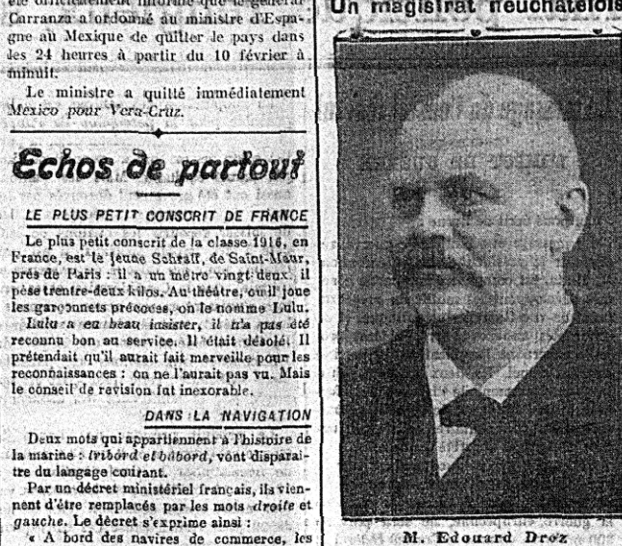 été officiellement informé que le général
Carranza a ordonné au ministre d'Espa-
gne au Mexique de quitter le pays dans
les 24 heures à partir du 10 février à
minuit.
Le ministre a quitté immédiatement
Mexico pour Vera-Cruz.
Echos de partout
LE PLUS PETIT CONSCRIT DE FRANCE
Le plus petit conscrit de la classe 1916, en
France, est le jeune Schraff, de Saint-Maur,
près de Paris : il a un mètre vingt-deux, il
pèse trentre-deux kilos. Au théâtre, où il joue
les garçonnets précoces, on le nomme Lulu.
Lulu a eu beau insister, il n'a pas été
reconnu bon au service. Il était désolé. Il
prétendait qu'il aurait fait merveille pour les
reconnaissances : on ne l'aurait pas vu. Mais
le conseil de revision fut inexorable.
DANS LA NAVIGATION
Deux mots qui appartiennent à l'histoire de
la marine : tribord et bâbord, vont disparaî-
tre du langage courant.
Par un décret ministériel français, ils vien-
nent d'être remplacés par les mots droite et
gauche. Le décret s'exprime ainsi :
« A bord des navires de commerce, les
Un magistrat neuchâtelois
M. Edouard Droz